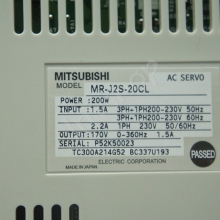 MITSUBISHI
AC SERVO
MODEL MR-J2S-20CL
POWER : 200W
INPUT : 1.5A 3PH+1PH200-230V 50Hz
3PH+1PH200-230V 60Hz
2.2A 1PH 230V 50/60Hz
OUTPUT: 170V 0-360Hz 1.5A
SERIAL: P52K50023
TC300A214G52 BC337U193
ELECTRIC CORPORATION
MADE IN JAPAN
PASSED